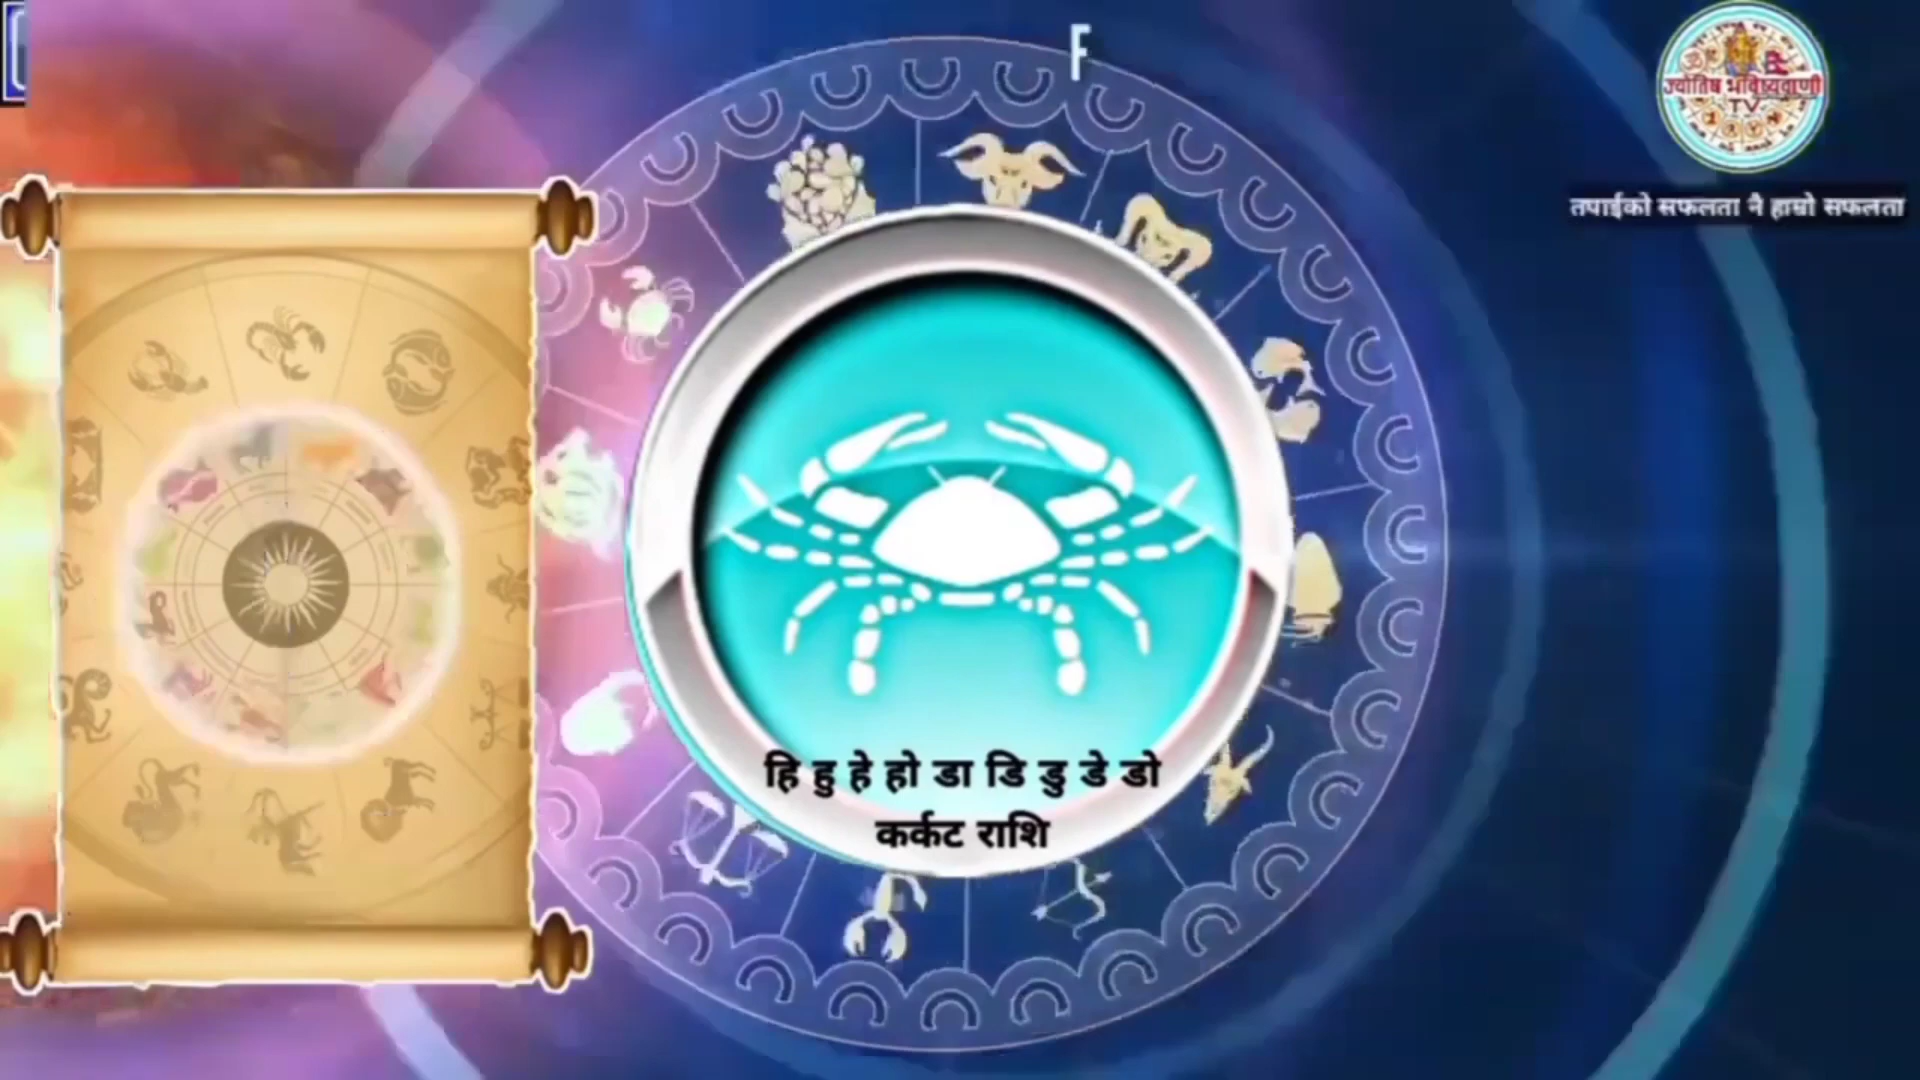 F
ज्योतिष भविष्यवाणी
TV
तपाईको सफलता नै हाम्रो सफलता
हि हु हे हो डा डि डु डे डो
कर्कट राशि